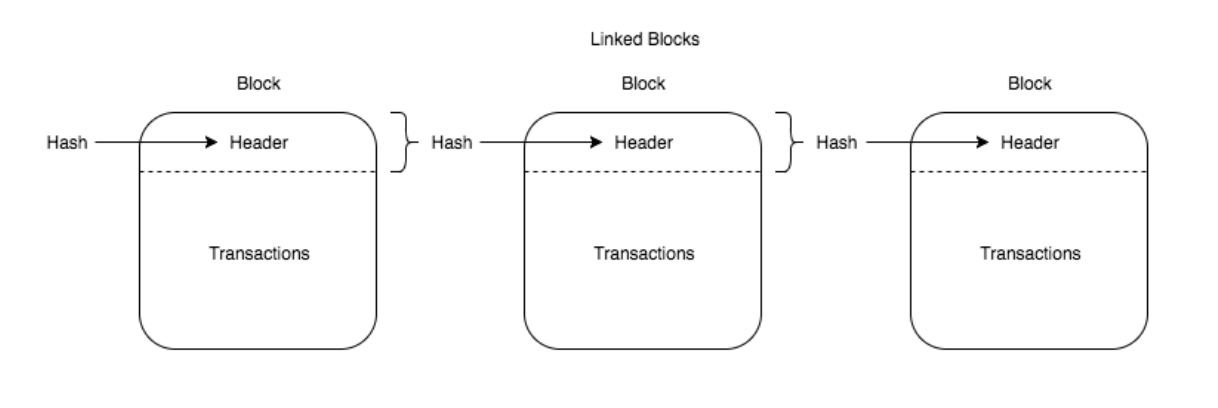 Linked Blocks
Block Block Block
Hash Header Hash Header Hash Header
Transactions Transactions Transactions